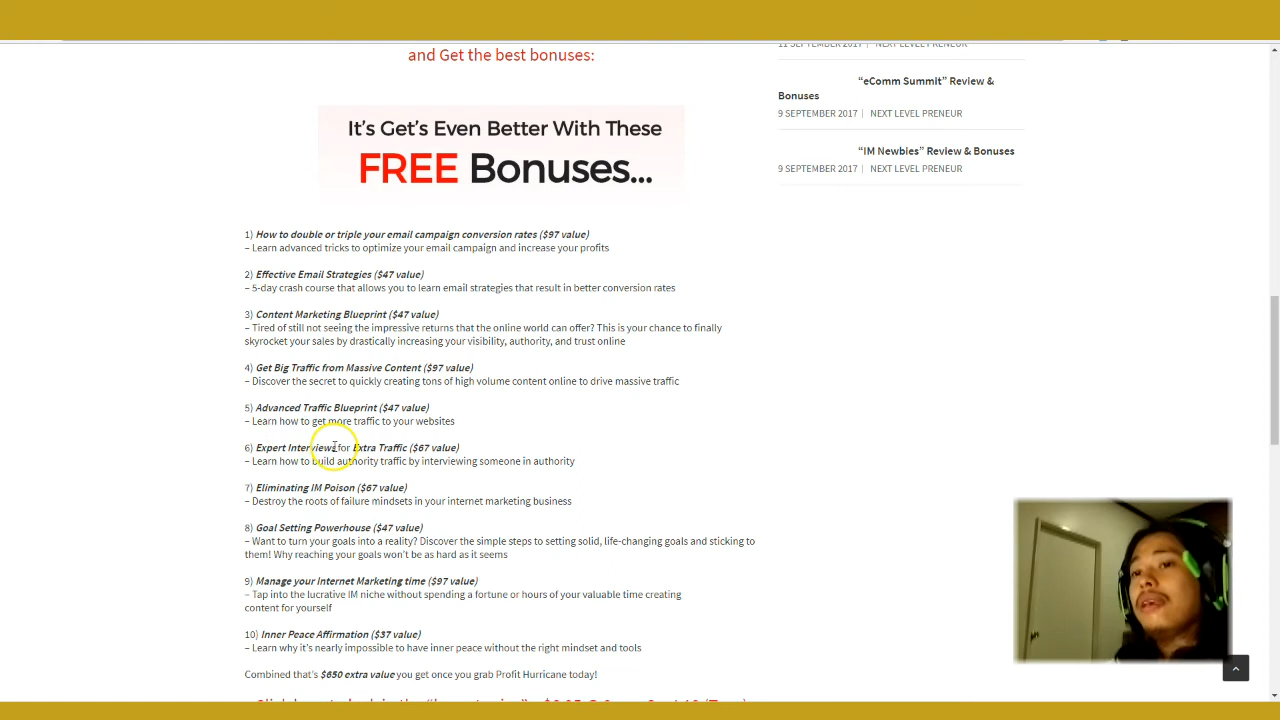 and Get the best bonuses:
It's Get's Even Better With These
FREE Bonuses...
1) How to double or triple your email campaign conversion rates ($97 value)
– Learn advanced tricks to optimize your email campaign and increase your profits
2) Effective Email Strategies ($47 value)
– 5-day crash course that allows you to learn email strategies that result in better conversion rates
3) Content Marketing Blueprint ($47 value)
– Tired of still not seeing the impressive returns that the online world can offer? This is your chance to finally
skyrocket your sales by drastically increasing your visibility, authority, and trust online
4) Get Big Traffic from Massive Content ($97 value)
– Discover the secret to quickly creating tons of high volume content online to drive massive traffic
5) Advanced Traffic Blueprint ($47 value)
– Learn how to get more traffic to your websites
6) Expert Interviews for Extra Traffic ($67 value)
– Learn how to build authority traffic by interviewing someone in authority
7) Eliminating IM Poison ($67 value)
– Destroy the roots of failure mindsets in your internet marketing business
8) Goal Setting Powerhouse ($47 value)
– Want to turn your goals into a reality? Discover the simple steps to setting solid, life-changing goals and sticking to
them! Why reaching your goals won't be as hard as it seems
9) Manage your Internet Marketing time ($97 value)
– Tap into the lucrative IM niche without spending a fortune or hours of your valuable time creating
content for yourself
10) Inner Peace Affirmation ($37 value)
– Learn why it's nearly impossible to have inner peace without the right mindset and tools
Combined that's $650 extra value you get once you grab Profit Hurricane today!
11 SEPTEMBER 2017 | NEXT LEVEL PRENEUR
“eComm Summit” Review &
Bonuses
9 SEPTEMBER 2017 | NEXT LEVEL PRENEUR
“IM Newbies” Review & Bonuses
9 SEPTEMBER 2017 | NEXT LEVEL PRENEUR